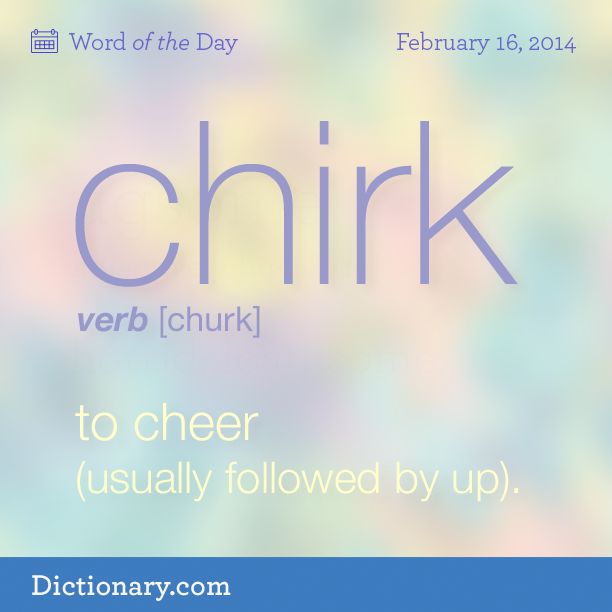 Word of the Day
February 16, 2014
chirk
verb [churk]
to cheer
(usually followed by up).
Dictionary.com